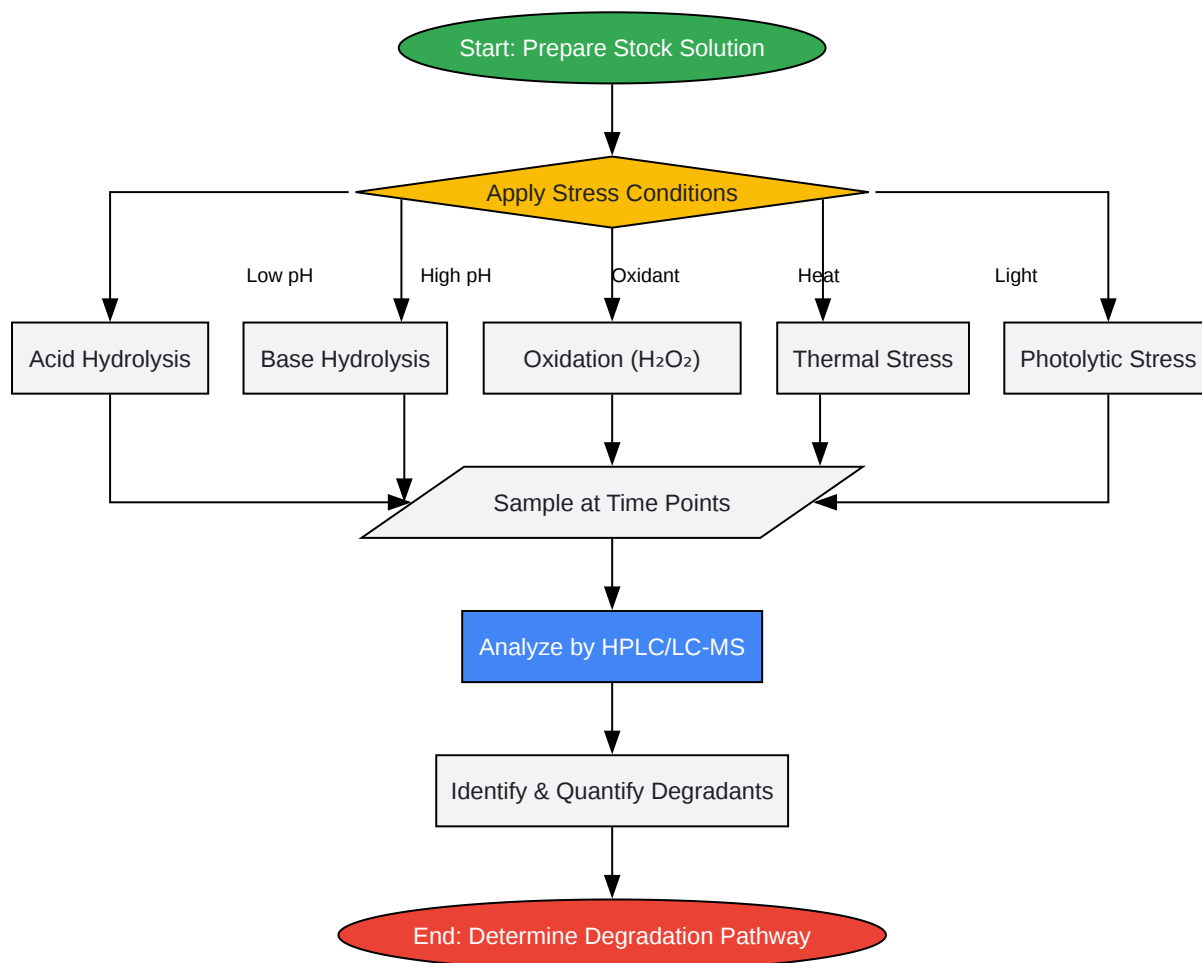 Start: Prepare Stock Solution
Apply Stress Conditions
Low pH
High pH
Oxidant
Heat
Light
Acid Hydrolysis
Base Hydrolysis
Oxidation (H₂O₂)
Thermal Stress
Photolytic Stress
Sample at Time Points
Analyze by HPLC/LC-MS
Identify & Quantify Degradants
End: Determine Degradation Pathway